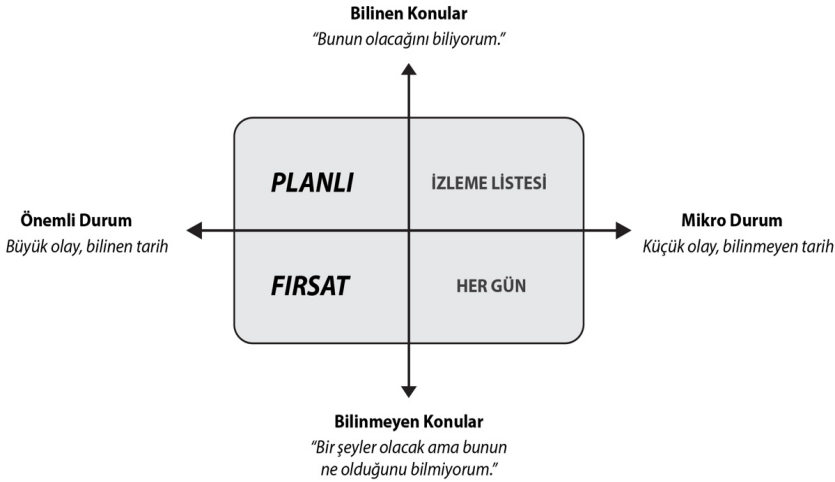 Bilinen Konular
“Bunun olacağını biliyorum.”
PLANLI
İZLEME LİSTESİ
Önemli Durum
Büyük olay, bilinen tarih
Mikro Durum
Küçük olay, bilinmeyen tarih
FIRSAT
HER GÜN
Bilinmeyen Konular
“Bir şeyler olacak ama bunun
ne olduğunu bilmiyorum.”